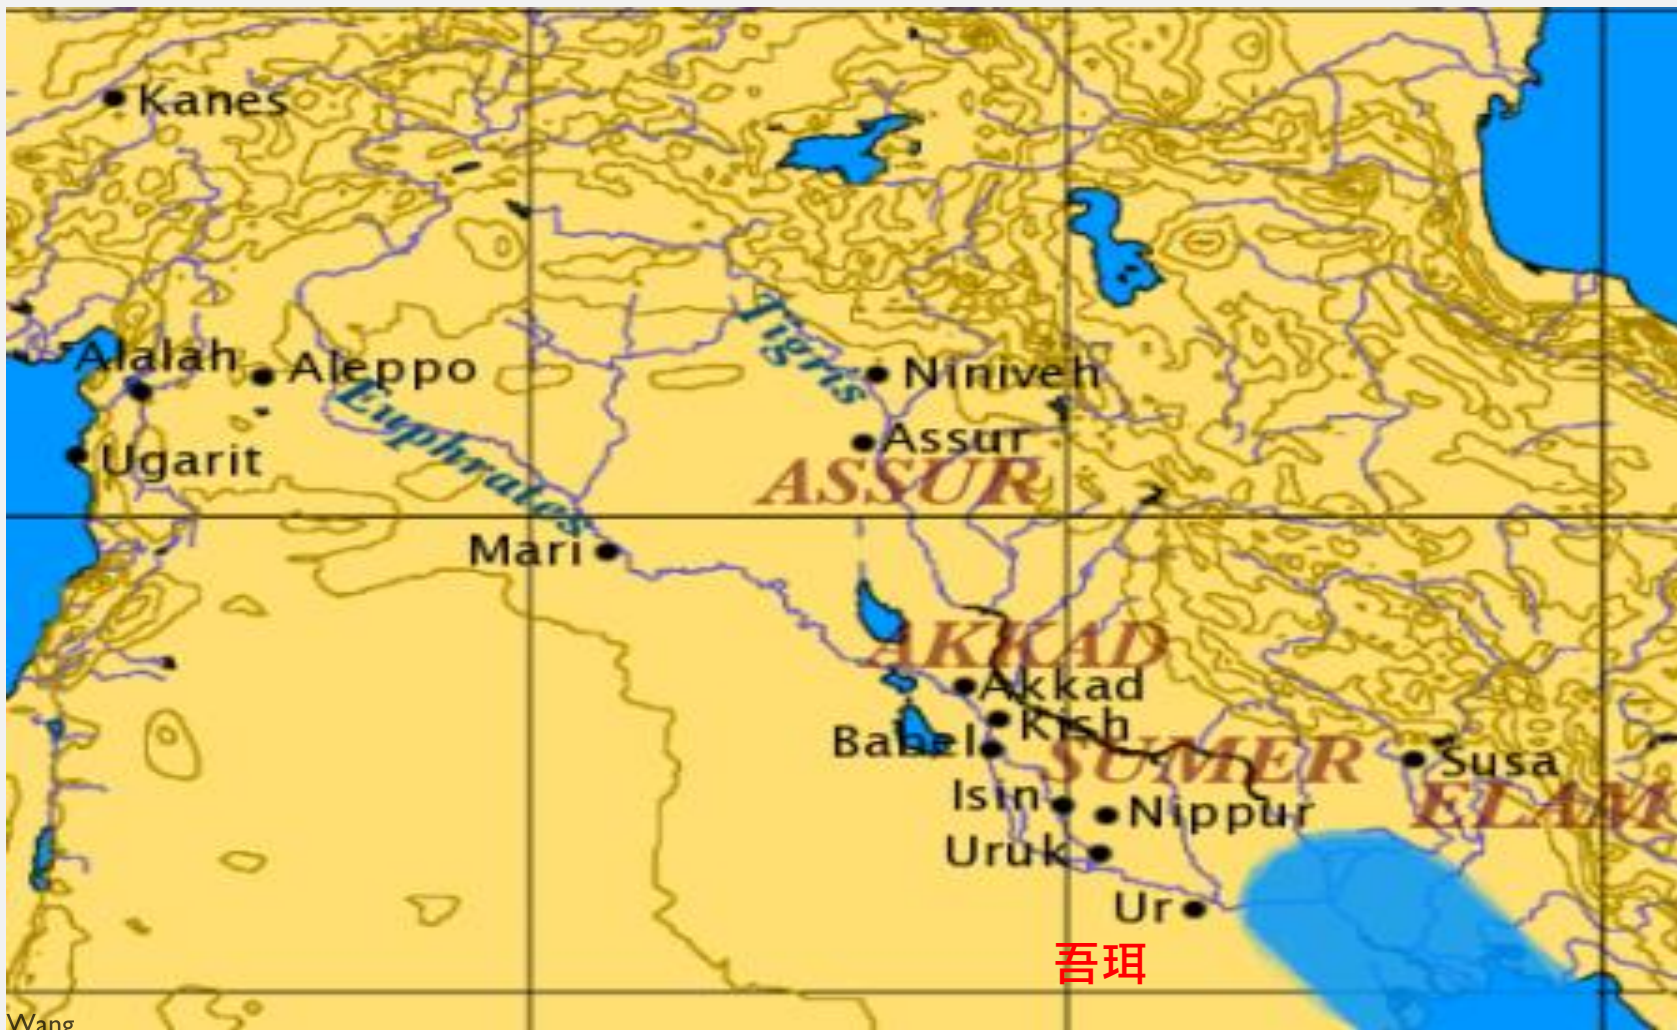 Kanes
Tigris
Alalah
Aleppo
Niniveh
Euphrates
Assur
Ugarit
ASSUR
Mari
AKKAD
Akkad
Kish
Babel
SUMER
Susa
Isin
ELAM
Nippur
Uruk
Ur
吾珥
Wang